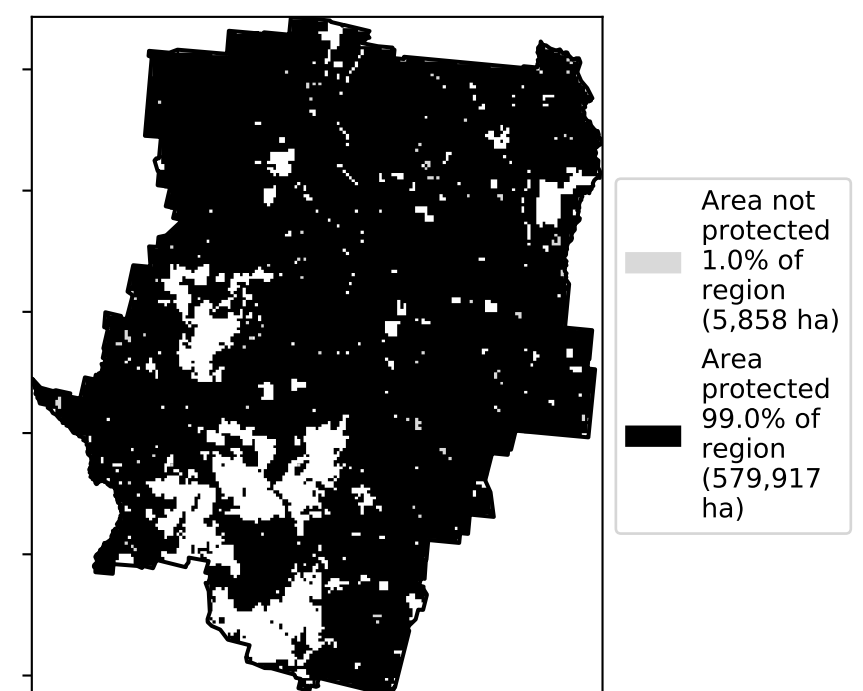 Area not
protected
1.0% of
region
(5,858 ha)
Area
protected
99.0% of
region
(579,917
ha)